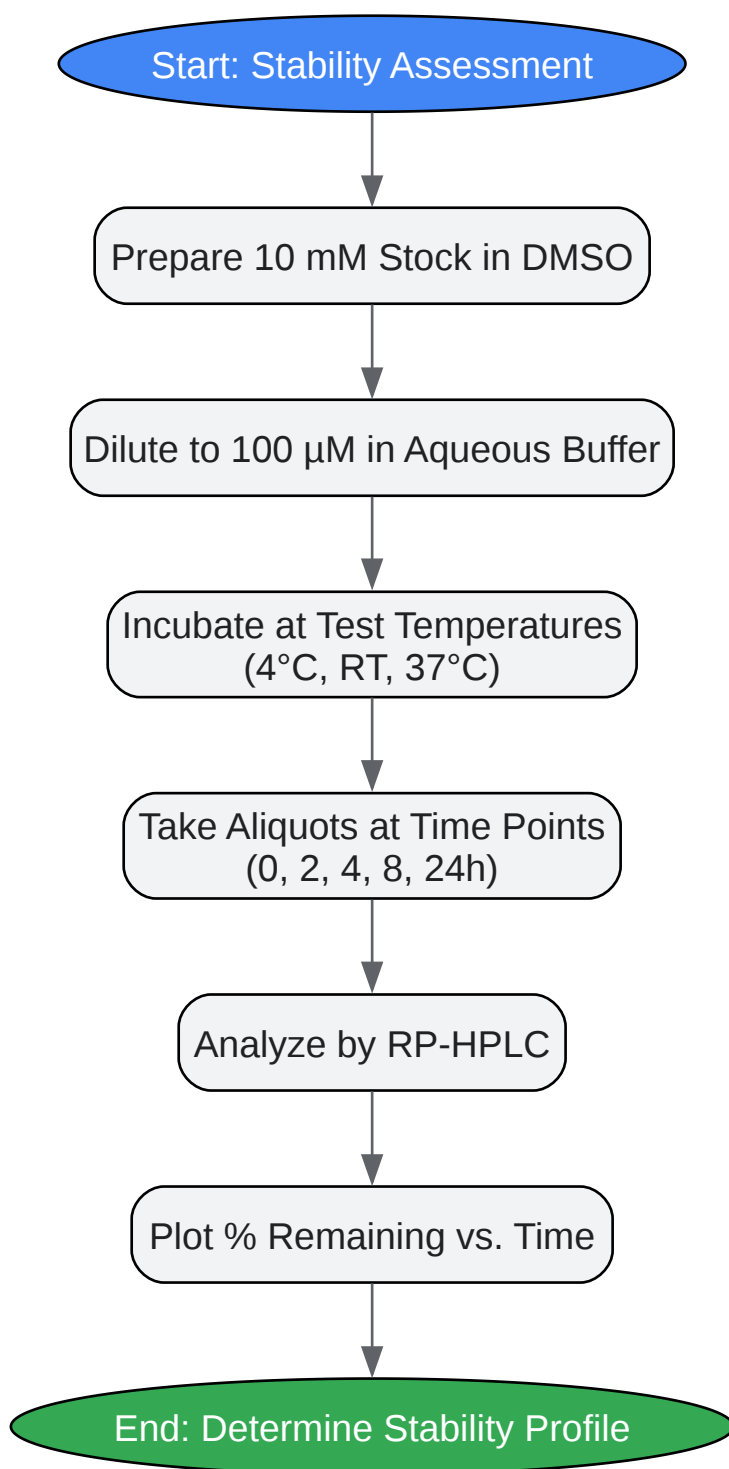 Start: Stability Assessment
Prepare 10 mM Stock in DMSO
Dilute to 100 µM in Aqueous Buffer
Incubate at Test Temperatures
(4°C, RT, 37°C)
Take Aliquots at Time Points
(0, 2, 4, 8, 24h)
Analyze by RP-HPLC
Plot % Remaining vs. Time
End: Determine Stability Profile